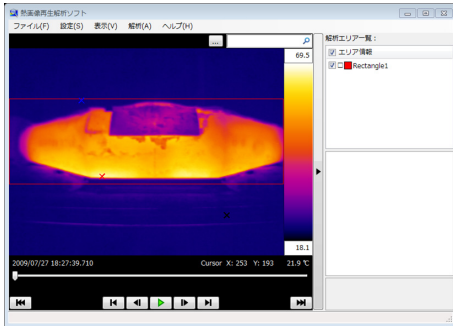 熱画像再生解析ソフト
ファイル(F) 設定(S) 表示(V) 解析(A) ヘルプ(H)
...
解析エリア一覧：
69.5
エリア情報
Rectangle1
18.1
2009/07/27 18:27:39.710 Cursor X: 253 Y: 193 21.9 ℃